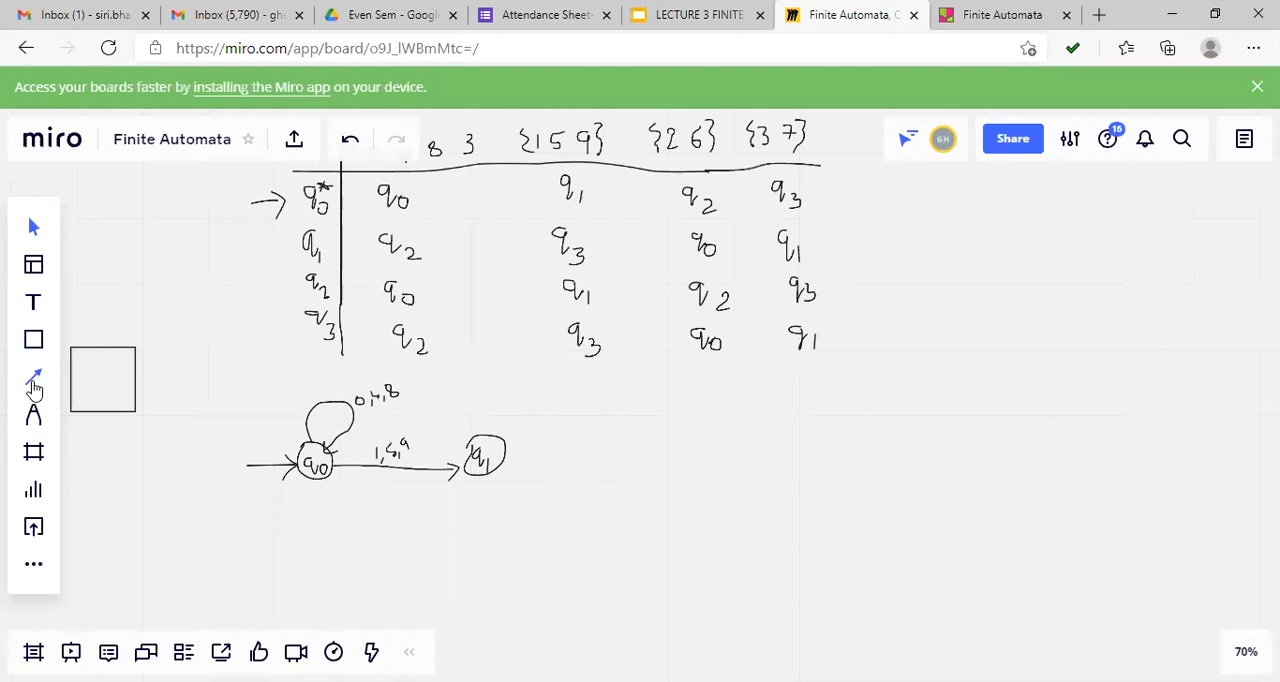 Inbox (1) - siri.bha
Inbox (5,790) - ghe
Even Sem - Googl
Attendance Sheet-
LECTURE 3 FINITE
Finite Automata, C
Finite Automata
https://miro.com/app/board/o9J_lWBmMtc=/
Access your boards faster by installing the Miro app on your device.
miro Finite Automata GH Share 16
8 } {1 5 9} {2 6} {3 7}
→ q0* q0 q1 q2 q3
q1 q2 q3 q0 q1
q2 q0 q1 q2 q3
q3 q2 q3 q0 q1
0,4,8
q0 1,5,9 q1
70%